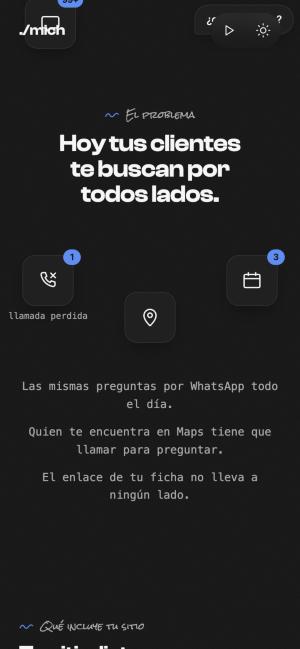 99+
./mich
¿
?
~ El problema
Hoy tus clientes
te buscan por
todos lados.
1
3
llamada perdida
Las mismas preguntas por WhatsApp todo
el día.
Quien te encuentra en Maps tiene que
llamar para preguntar.
El enlace de tu ficha no lleva a
ningún lado.
~ Qué incluye tu sitio